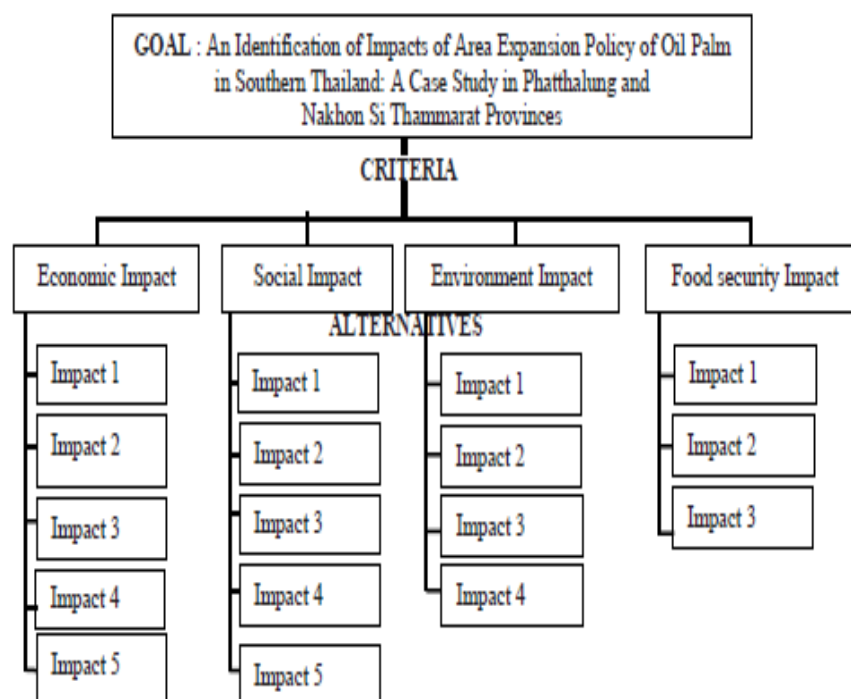 GOAL : An Identification of Impacts of Area Expansion Policy of Oil Palm
in Southern Thailand: A Case Study in Phatthalung and
Nakhon Si Thammarat Provinces
CRITERIA
Economic Impact
Social Impact
Environment Impact
Food security Impact
ALTERNATIVES
Impact 1
Impact 2
Impact 3
Impact 4
Impact 5
Impact 1
Impact 2
Impact 3
Impact 4
Impact 5
Impact 1
Impact 2
Impact 3
Impact 4
Impact 1
Impact 2
Impact 3